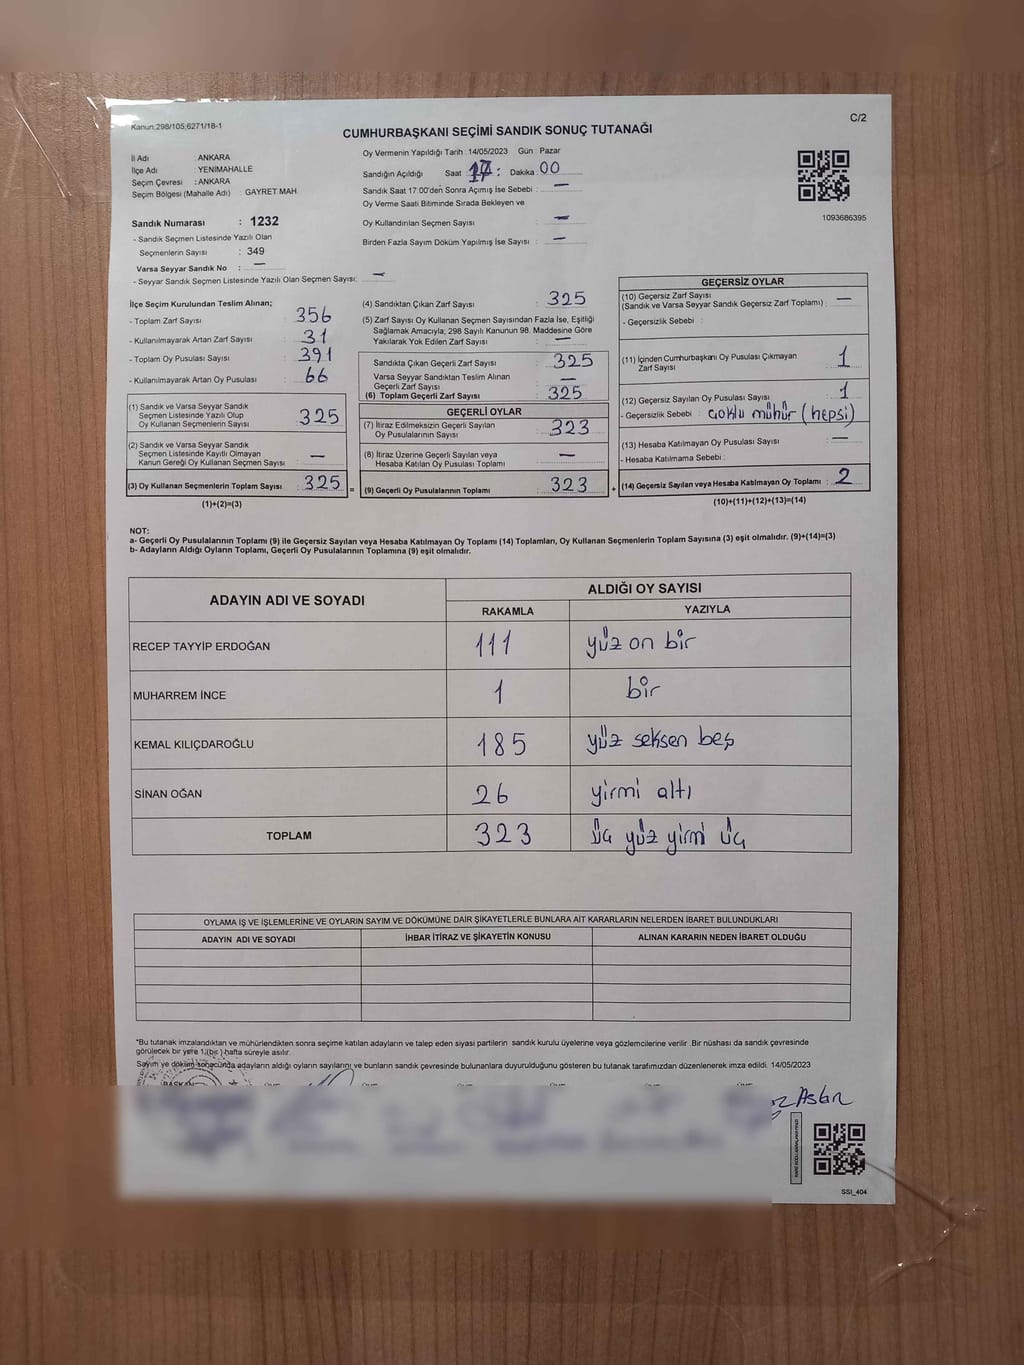 Kanun:298/105;6271/18-1
C/2
CUMHURBAŞKANI SEÇİMİ SANDIK SONUÇ TUTANAĞI
İl Adı : ANKARA
İlçe Adı : YENİMAHALLE
Seçim Çevresi : ANKARA
Seçim Bölgesi (Mahalle Adı) : GAYRET MAH.
Sandık Numarası : 1232
- Sandık Seçmen Listesinde Yazılı Olan
Seçmenlerin Sayısı : 349
Varsa Seyyar Sandık No : —
- Seyyar Sandık Seçmen Listesinde Yazılı Olan Seçmen Sayısı: —
Oy Vermenin Yapıldığı Tarih :14/05/2023 Gün : Pazar
Sandığın Açıldığı Saat : 17 : Dakika : 00
Sandık Saat 17:00'den Sonra Açılmış İse Sebebi : —
Oy Verme Saati Bitiminde Sırada Bekleyen ve
Oy Kullandırılan Seçmen Sayısı : —
Birden Fazla Sayım Döküm Yapılmış İse Sayısı : —
1093686395
İlçe Seçim Kurulundan Teslim Alınan;
- Toplam Zarf Sayısı : 356
- Kullanılmayarak Artan Zarf Sayısı : 31
- Toplam Oy Pusulası Sayısı : 391
- Kullanılmayarak Artan Oy Pusulası : 66
(1) Sandık ve Varsa Seyyar Sandık
Seçmen Listesinde Yazılı Olup
Oy Kullanan Seçmenlerin Sayısı : 325
(2) Sandık ve Varsa Seyyar Sandık
Seçmen Listesinde Kayıtlı Olmayan
Kanun Gereği Oy Kullanan Seçmen Sayısı : —
(3) Oy Kullanan Seçmenlerin Toplam Sayısı : 325 =
(1)+(2)=(3)
(4) Sandıktan Çıkan Zarf Sayısı : 325
(5) Zarf Sayısı Oy Kullanan Seçmen Sayısından Fazla İse, Eşitliği
Sağlamak Amacıyla; 298 Sayılı Kanunun 98. Maddesine Göre
Yakılarak Yok Edilen Zarf Sayısı : —
Sandıkta Çıkan Geçerli Zarf Sayısı : 325
Varsa Seyyar Sandıktan Teslim Alınan
Geçerli Zarf Sayısı : —
(6) Toplam Geçerli Zarf Sayısı : 325
GEÇERLİ OYLAR
(7) İtiraz Edilmeksizin Geçerli Sayılan
Oy Pusulalarının Sayısı : 323
(8) İtiraz Üzerine Geçerli Sayılan veya
Hesaba Katılan Oy Pusulası Toplamı : —
(9) Geçerli Oy Pusulalarının Toplamı : 323 +
GEÇERSİZ OYLAR
(10) Geçersiz Zarf Sayısı
(Sandık ve Varsa Seyyar Sandık Geçersiz Zarf Toplamı) : —
- Geçersizlik Sebebi :
(11) İçinden Cumhurbaşkanı Oy Pusulası Çıkmayan
Zarf Sayısı : 1
(12) Geçersiz Sayılan Oy Pusulası Sayısı : 1
- Geçersizlik Sebebi : çoklu mühür (hepsi)
(13) Hesaba Katılmayan Oy Pusulası Sayısı : —
- Hesaba Katılmama Sebebi :
(14) Geçersiz Sayılan veya Hesaba Katılmayan Oy Toplamı : 2
(10)+(11)+(12)+(13)=(14)
NOT:
a- Geçerli Oy Pusulalarının Toplamı (9) ile Geçersiz Sayılan veya Hesaba Katılmayan Oy Toplamı (14) Toplamları, Oy Kullanan Seçmenlerin Toplam Sayısına (3) eşit olmalıdır. (9)+(14)=(3)
b- Adayların Aldığı Oyların Toplamı, Geçerli Oy Pusulalarının Toplamına (9) eşit olmalıdır.
ADAYIN ADI VE SOYADI
ALDIĞI OY SAYISI
RAKAMLA YAZIYLA
RECEP TAYYİP ERDOĞAN 111 yüz on bir
MUHARREM İNCE 1 bir
KEMAL KILIÇDAROĞLU 185 yüz seksen beş
SİNAN OĞAN 26 yirmi altı
TOPLAM 323 üç yüz yirmi üç
OYLAMA İŞ VE İŞLEMLERİNE VE OYLARIN SAYIM VE DÖKÜMÜNE DAİR ŞİKAYETLERLE BUNLARA AİT KARARLARIN NELERDEN İBARET BULUNDUKLARI
ADAYIN ADI VE SOYADI İHBAR İTİRAZ VE ŞİKAYETİN KONUSU ALINAN KARARIN NEDEN İBARET OLDUĞU
*Bu tutanak imzalandıktan ve mühürlendikten sonra seçime katılan adayların ve talep eden siyasi partilerin sandık kurulu üyelerine veya gözlemcilerine verilir .Bir nüshası da sandık çevresinde
görülecek bir yere 1.(bir.) hafta süreyle asılır.
Sayım ve döküm sonucunda adayların aldığı oyların sayılarını ve bunların sandık çevresinde bulunanlara duyurulduğunu gösteren bu tutanak tarafımızdan düzenlenerek imza edildi. 14/05/2023
BAŞKAN
Aslan
SSI_404